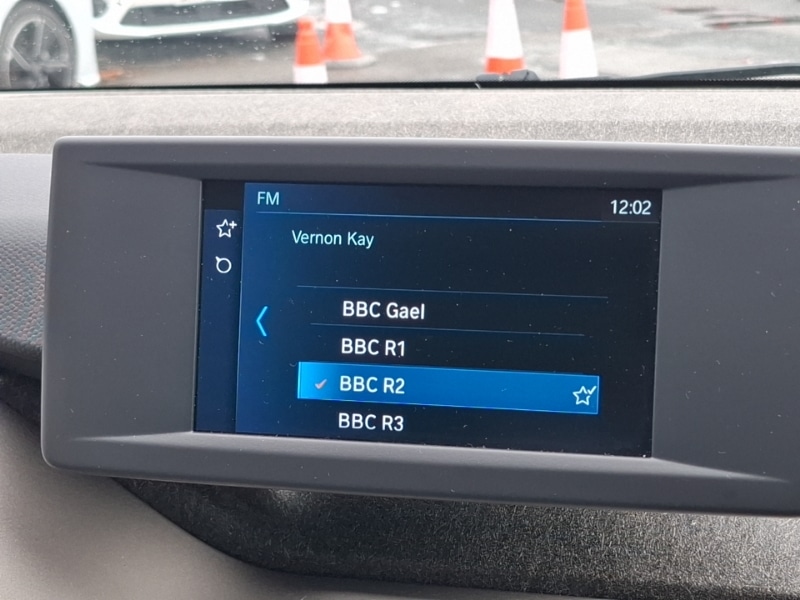 FM 12:02
Vernon Kay
BBC Gael
BBC R1
BBC R2
BBC R3